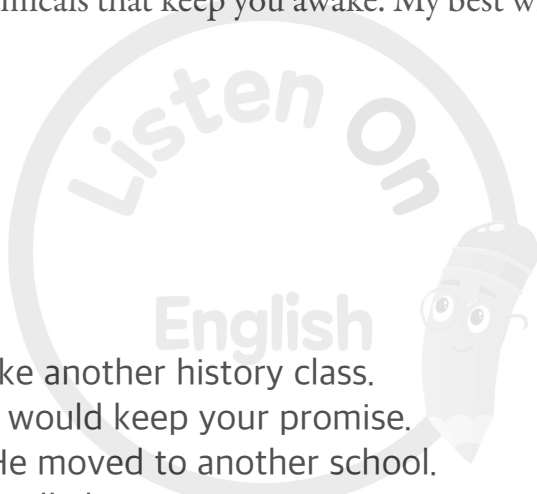 micals that keep you awake. My best w
Listen On
English
ke another history class.
would keep your promise.
He moved to another school.